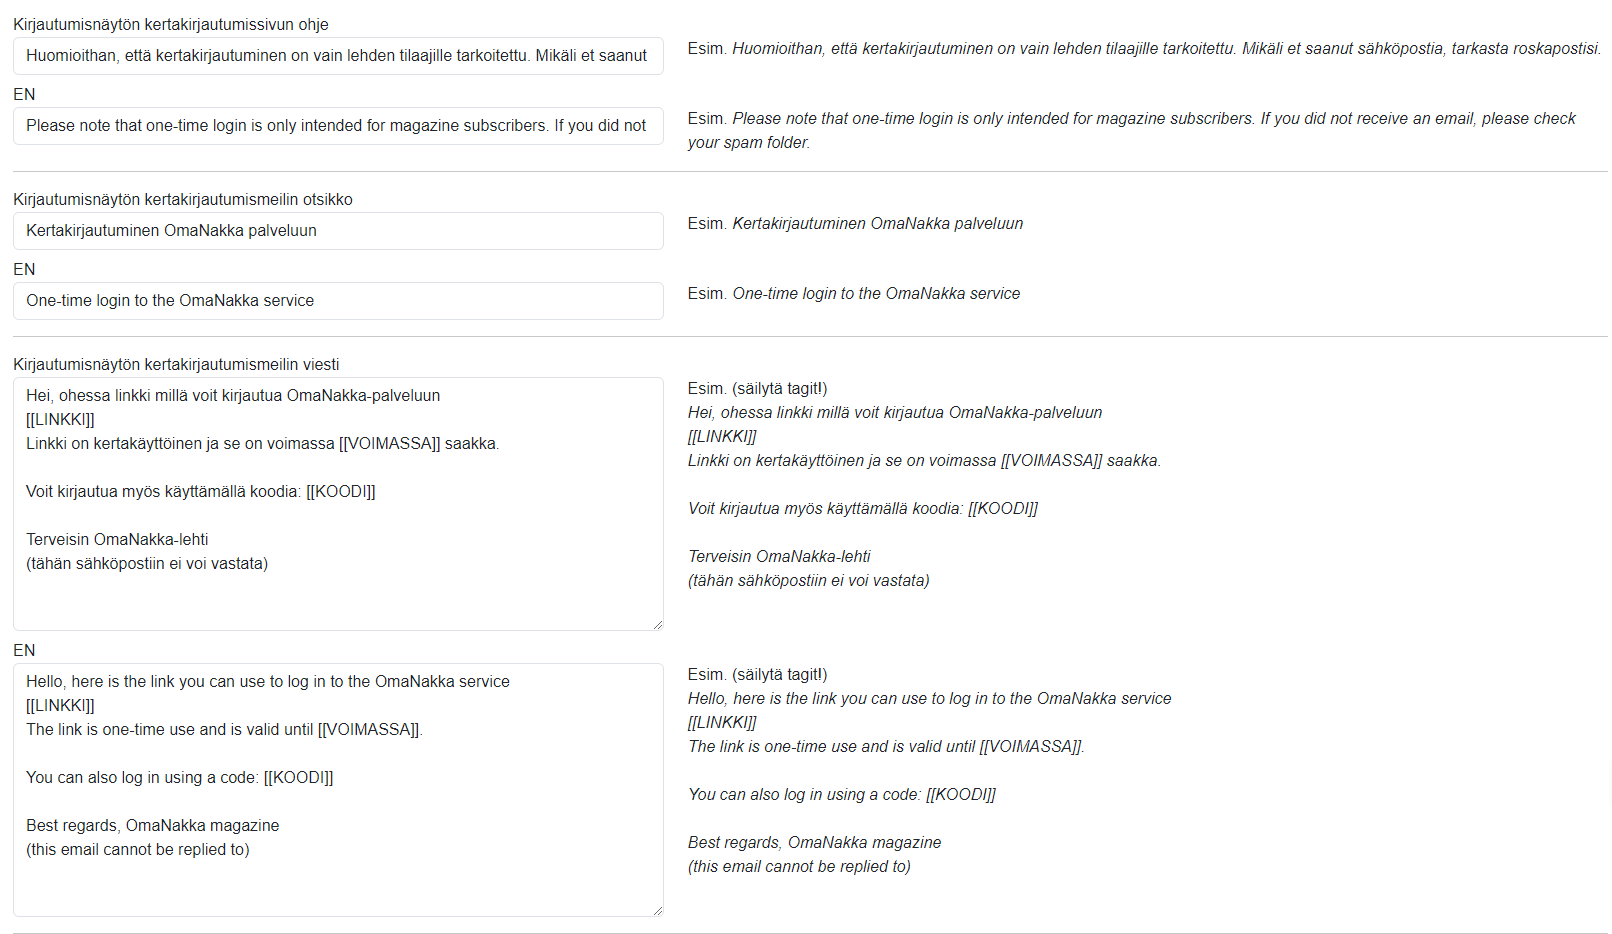 Kirjautumisnäytön kertakirjautumissivun ohje
Huomioithan, että kertakirjautuminen on vain lehden tilaajille tarkoitettu. Mikäli et saanut
Esim. Huomioithan, että kertakirjautuminen on vain lehden tilaajille tarkoitettu. Mikäli et saanut sähköpostia, tarkasta roskapostisi.
EN
Please note that one-time login is only intended for magazine subscribers. If you did not
Esim. Please note that one-time login is only intended for magazine subscribers. If you did not receive an email, please check
your spam folder.
Kirjautumisnäytön kertakirjautumismeilin otsikko
Kertakirjautuminen OmaNakka palveluun
Esim. Kertakirjautuminen OmaNakka palveluun
EN
One-time login to the OmaNakka service
Esim. One-time login to the OmaNakka service
Kirjautumisnäytön kertakirjautumismeilin viesti
Hei, ohessa linkki millä voit kirjautua OmaNakka-palveluun
[[LINKKI]]
Linkki on kertakäyttöinen ja se on voimassa [[VOIMASSA]] saakka.
Voit kirjautua myös käyttämällä koodia: [[KOODI]]
Terveisin OmaNakka-lehti
(tähän sähköpostiin ei voi vastata)
Esim. (säilytä tagit!)
Hei, ohessa linkki millä voit kirjautua OmaNakka-palveluun
[[LINKKI]]
Linkki on kertakäyttöinen ja se on voimassa [[VOIMASSA]] saakka.
Voit kirjautua myös käyttämällä koodia: [[KOODI]]
Terveisin OmaNakka-lehti
(tähän sähköpostiin ei voi vastata)
EN
Hello, here is the link you can use to log in to the OmaNakka service
[[LINKKI]]
The link is one-time use and is valid until [[VOIMASSA]].
You can also log in using a code: [[KOODI]]
Best regards, OmaNakka magazine
(this email cannot be replied to)
Esim. (säilytä tagit!)
Hello, here is the link you can use to log in to the OmaNakka service
[[LINKKI]]
The link is one-time use and is valid until [[VOIMASSA]].
You can also log in using a code: [[KOODI]]
Best regards, OmaNakka magazine
(this email cannot be replied to)